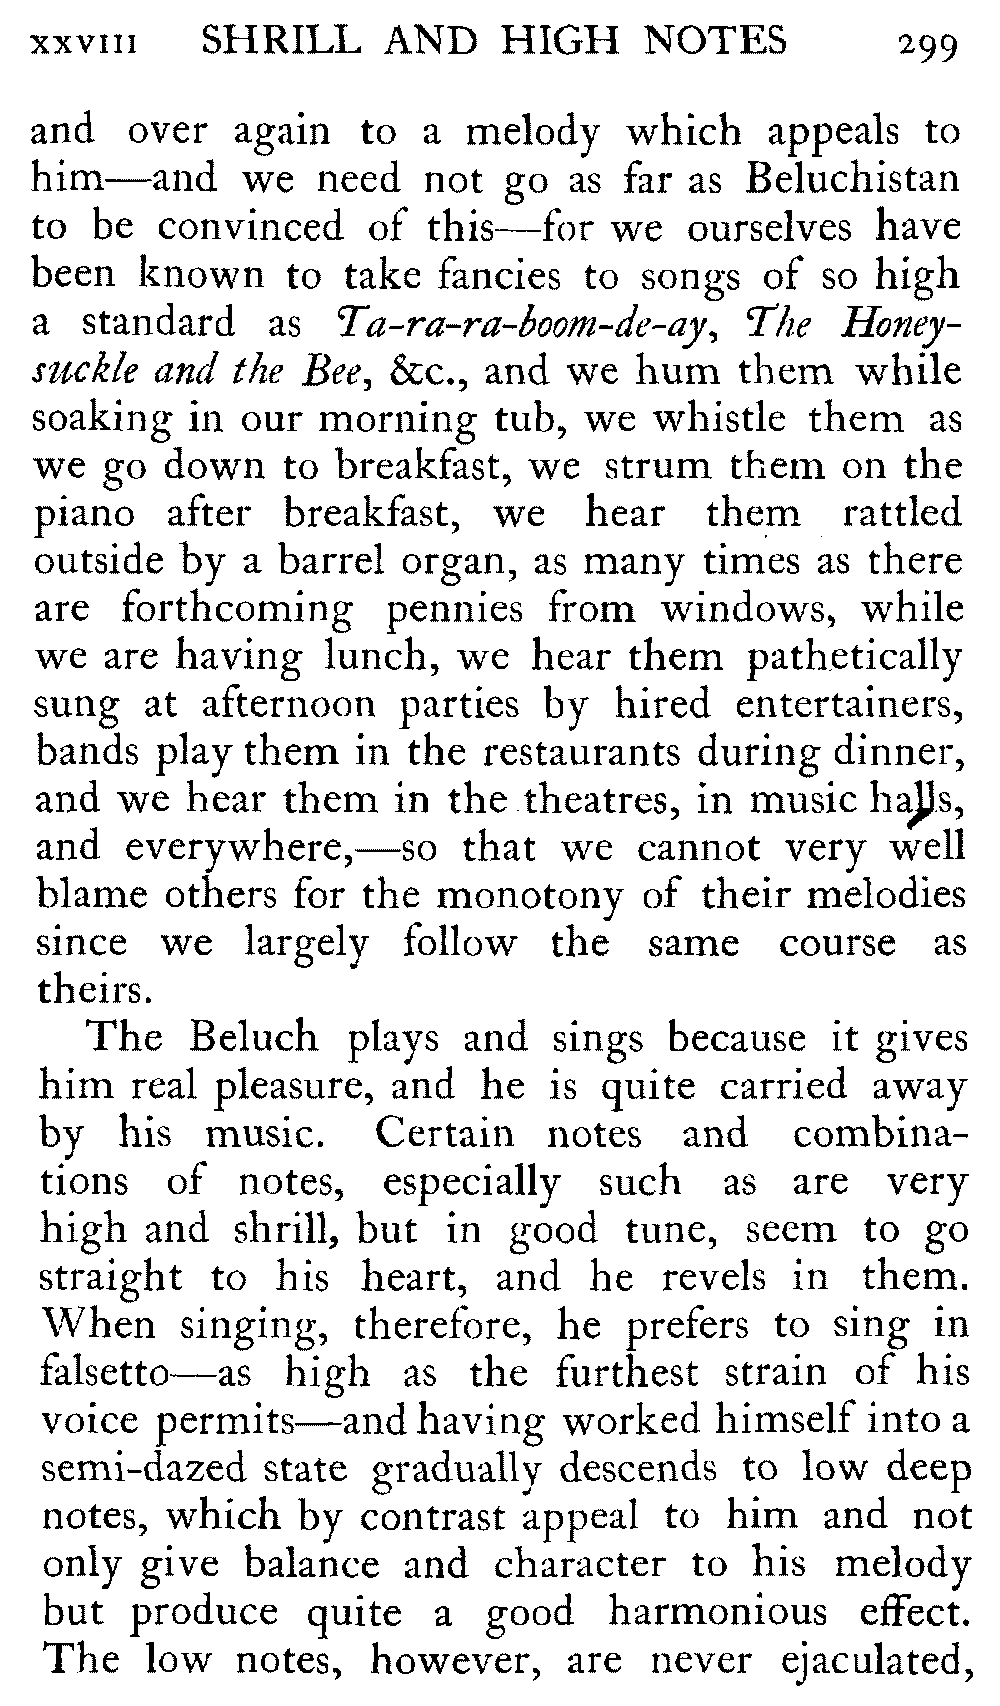 xxviii SHRILL AND HIGH NOTES 299
and over again to a melody which appeals to
him—and we need not go as far as Beluchistan
to be convinced of this—for we ourselves have
been known to take fancies to songs of so high
a standard as Ta-ra-ra-boom-de-ay, The Honey-
suckle and the Bee, &c., and we hum them while
soaking in our morning tub, we whistle them as
we go down to breakfast, we strum them on the
piano after breakfast, we hear them rattled
outside by a barrel organ, as many times as there
are forthcoming pennies from windows, while
we are having lunch, we hear them pathetically
sung at afternoon parties by hired entertainers,
bands play them in the restaurants during dinner,
and we hear them in the theatres, in music halls,
and everywhere,—so that we cannot very well
blame others for the monotony of their melodies
since we largely follow the same course as
theirs.
The Beluch plays and sings because it gives
him real pleasure, and he is quite carried away
by his music. Certain notes and combina-
tions of notes, especially such as are very
high and shrill, but in good tune, seem to go
straight to his heart, and he revels in them.
When singing, therefore, he prefers to sing in
falsetto—as high as the furthest strain of his
voice permits—and having worked himself into a
semi-dazed state gradually descends to low deep
notes, which by contrast appeal to him and not
only give balance and character to his melody
but produce quite a good harmonious effect.
The low notes, however, are never ejaculated,